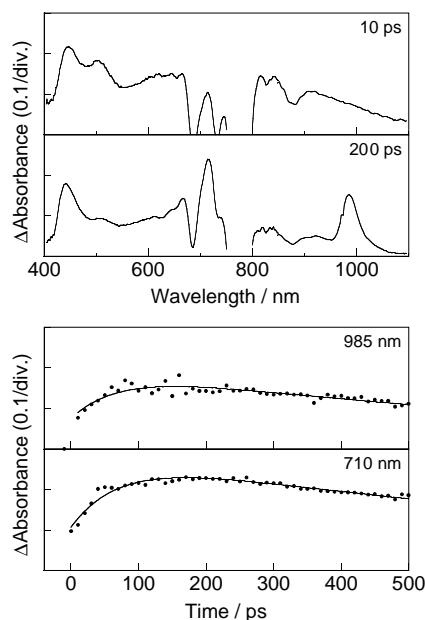 10 ps
200 ps
ΔAbsorbance (0.1/div.)
400 600 800 1000
Wavelength / nm
985 nm
710 nm
ΔAbsorbance (0.1/div.)
0 100 200 300 400 500
Time / ps